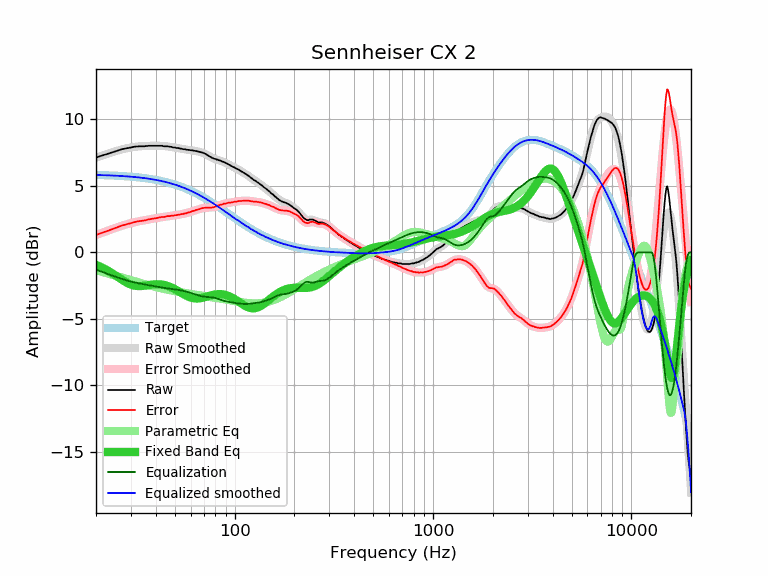 Sennheiser CX 2
10
5
0
−5
−10
−15
Amplitude (dBr)
Target
Raw Smoothed
Error Smoothed
Raw
Error
Parametric Eq
Fixed Band Eq
Equalization
Equalized smoothed
100
1000
10000
Frequency (Hz)